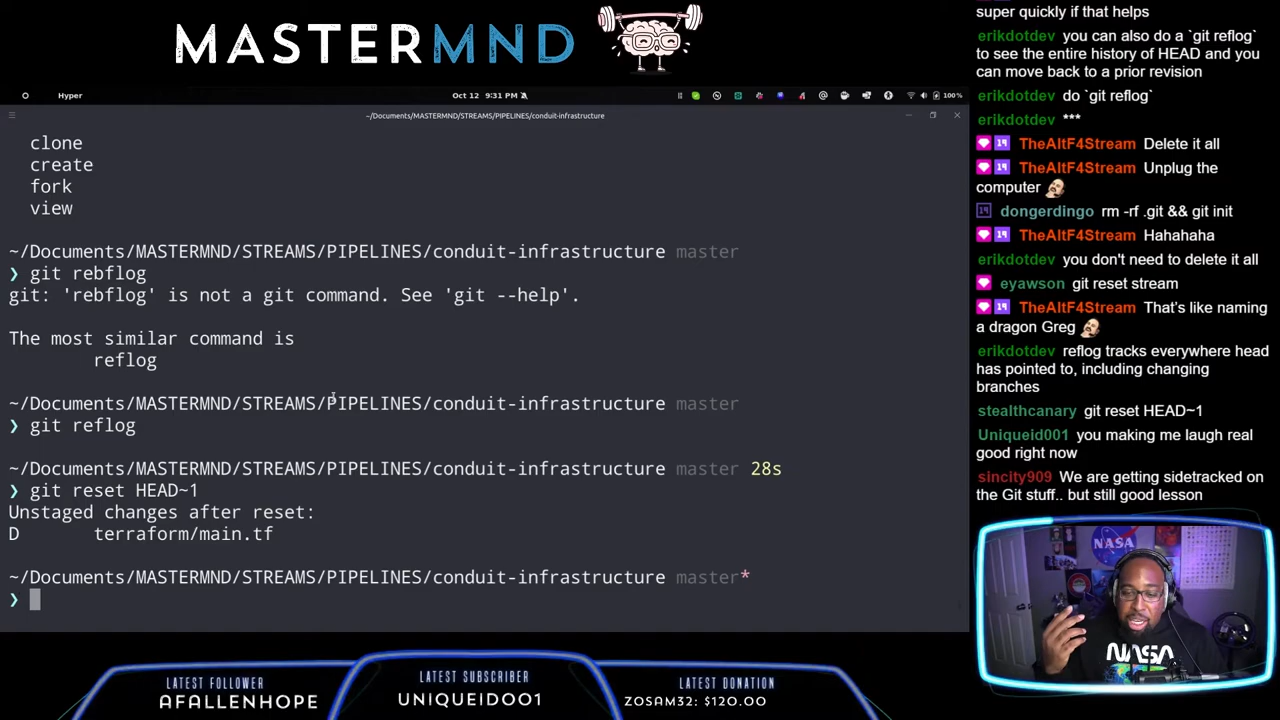 MASTERMND
Hyper
Oct 12 9:31 PM
100%
~/Documents/MASTERMND/STREAMS/PIPELINES/conduit-infrastructure
clone
create
fork
view
~/Documents/MASTERMND/STREAMS/PIPELINES/conduit-infrastructure master
❯ git rebflog
git: 'rebflog' is not a git command. See 'git --help'.
The most similar command is
reflog
~/Documents/MASTERMND/STREAMS/PIPELINES/conduit-infrastructure master
❯ git reflog
~/Documents/MASTERMND/STREAMS/PIPELINES/conduit-infrastructure master 28s
❯ git reset HEAD~1
Unstaged changes after reset:
D terraform/main.tf
~/Documents/MASTERMND/STREAMS/PIPELINES/conduit-infrastructure master*
❯
super quickly if that helps
erikdotdev you can also do a `git reflog`
to see the entire history of HEAD and you
can move back to a prior revision
erikdotdev do `git reflog`
erikdotdev ***
19 TheAltF4Stream Delete it all
19 TheAltF4Stream Unplug the
computer
19 dongerdingo rm -rf .git && git init
19 TheAltF4Stream Hahahaha
erikdotdev you don't need to delete it all
eyawson git reset stream
19 TheAltF4Stream That's like naming
a dragon Greg
erikdotdev reflog tracks everywhere head
has pointed to, including changing
branches
stealthcanary git reset HEAD~1
Uniqueid001 you making me laugh real
good right now
sincity909 We are getting sidetracked on
the Git stuff.. but still good lesson
NASA
NASA
LATEST FOLLOWER
AFALLENHOPE
LATEST SUBSCRIBER
UNIQUEID001
LATEST DONATION
ZOSAM32: $120.00